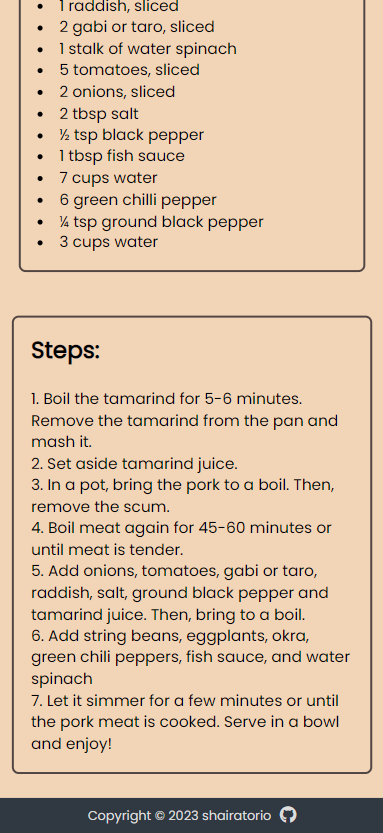 1 raddish, sliced
2 gabi or taro, sliced
1 stalk of water spinach
5 tomatoes, sliced
2 onions, sliced
2 tbsp salt
½ tsp black pepper
1 tbsp fish sauce
7 cups water
6 green chilli pepper
¼ tsp ground black pepper
3 cups water
Steps:
1. Boil the tamarind for 5-6 minutes.
Remove the tamarind from the pan and
mash it.
2. Set aside tamarind juice.
3. In a pot, bring the pork to a boil. Then,
remove the scum.
4. Boil meat again for 45-60 minutes or
until meat is tender.
5. Add onions, tomatoes, gabi or taro,
raddish, salt, ground black pepper and
tamarind juice. Then, bring to a boil.
6. Add string beans, eggplants, okra,
green chili peppers, fish sauce, and water
spinach
7. Let it simmer for a few minutes or until
the pork meat is cooked. Serve in a bowl
and enjoy!
Copyright © 2023 shairatorio